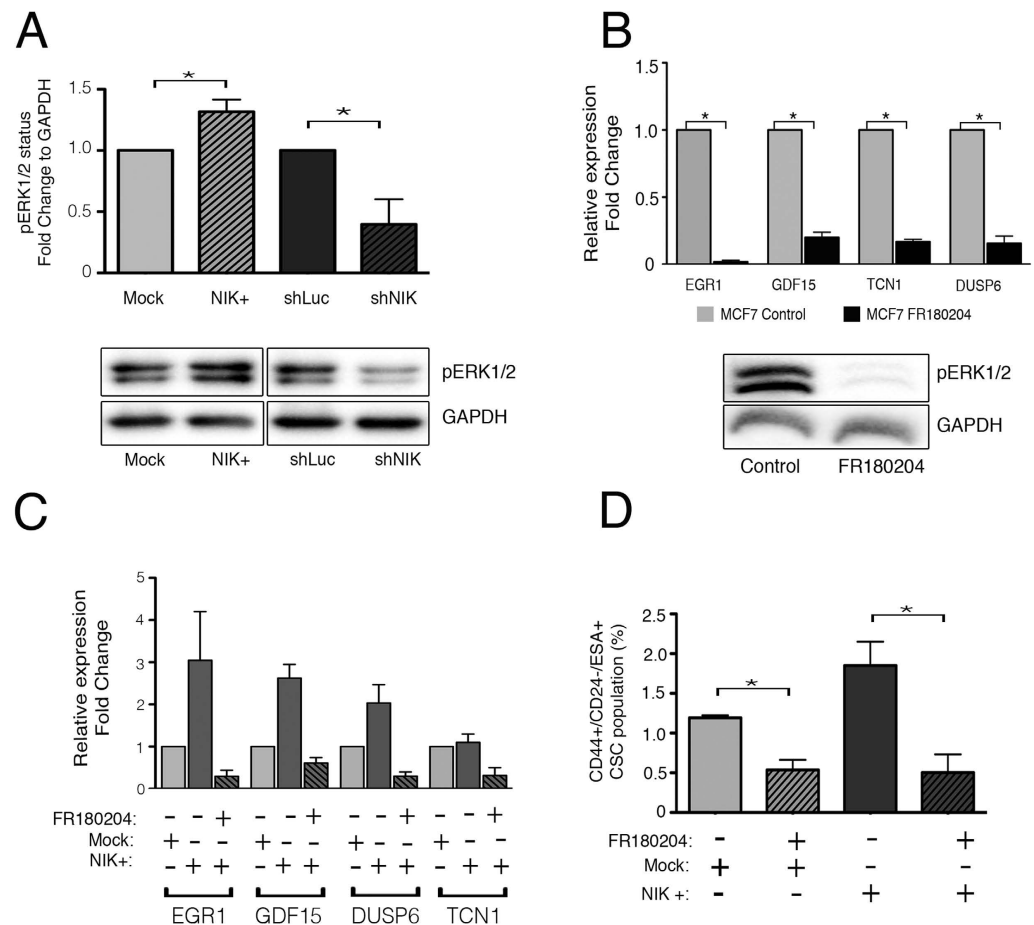 A
pERK1/2 status
Fold Change to GAPDH
1.5
1.0
0.5
0
*
*
Mock NIK+ shLuc shNIK
pERK1/2
GAPDH
Mock NIK+ shLuc shNIK
B
Relative expression
Fold Change
1.5
1.0
0.5
0
* * * *
EGR1 GDF15 TCN1 DUSP6
MCF7 Control MCF7 FR180204
pERK1/2
GAPDH
Control FR180204
C
Relative expression
Fold Change
5
4
3
2
1
0
FR180204: - - + - - + - - + - - +
Mock: + - - + - - + - - + - -
NIK+: - + + - + + - + + - + +
EGR1 GDF15 DUSP6 TCN1
D
CD44+/CD24-/ESA+
CSC population (%)
2.5
2.0
1.5
1.0
0.5
0
*
*
FR180204: - + - +
Mock: + + - -
NIK +: - - + +